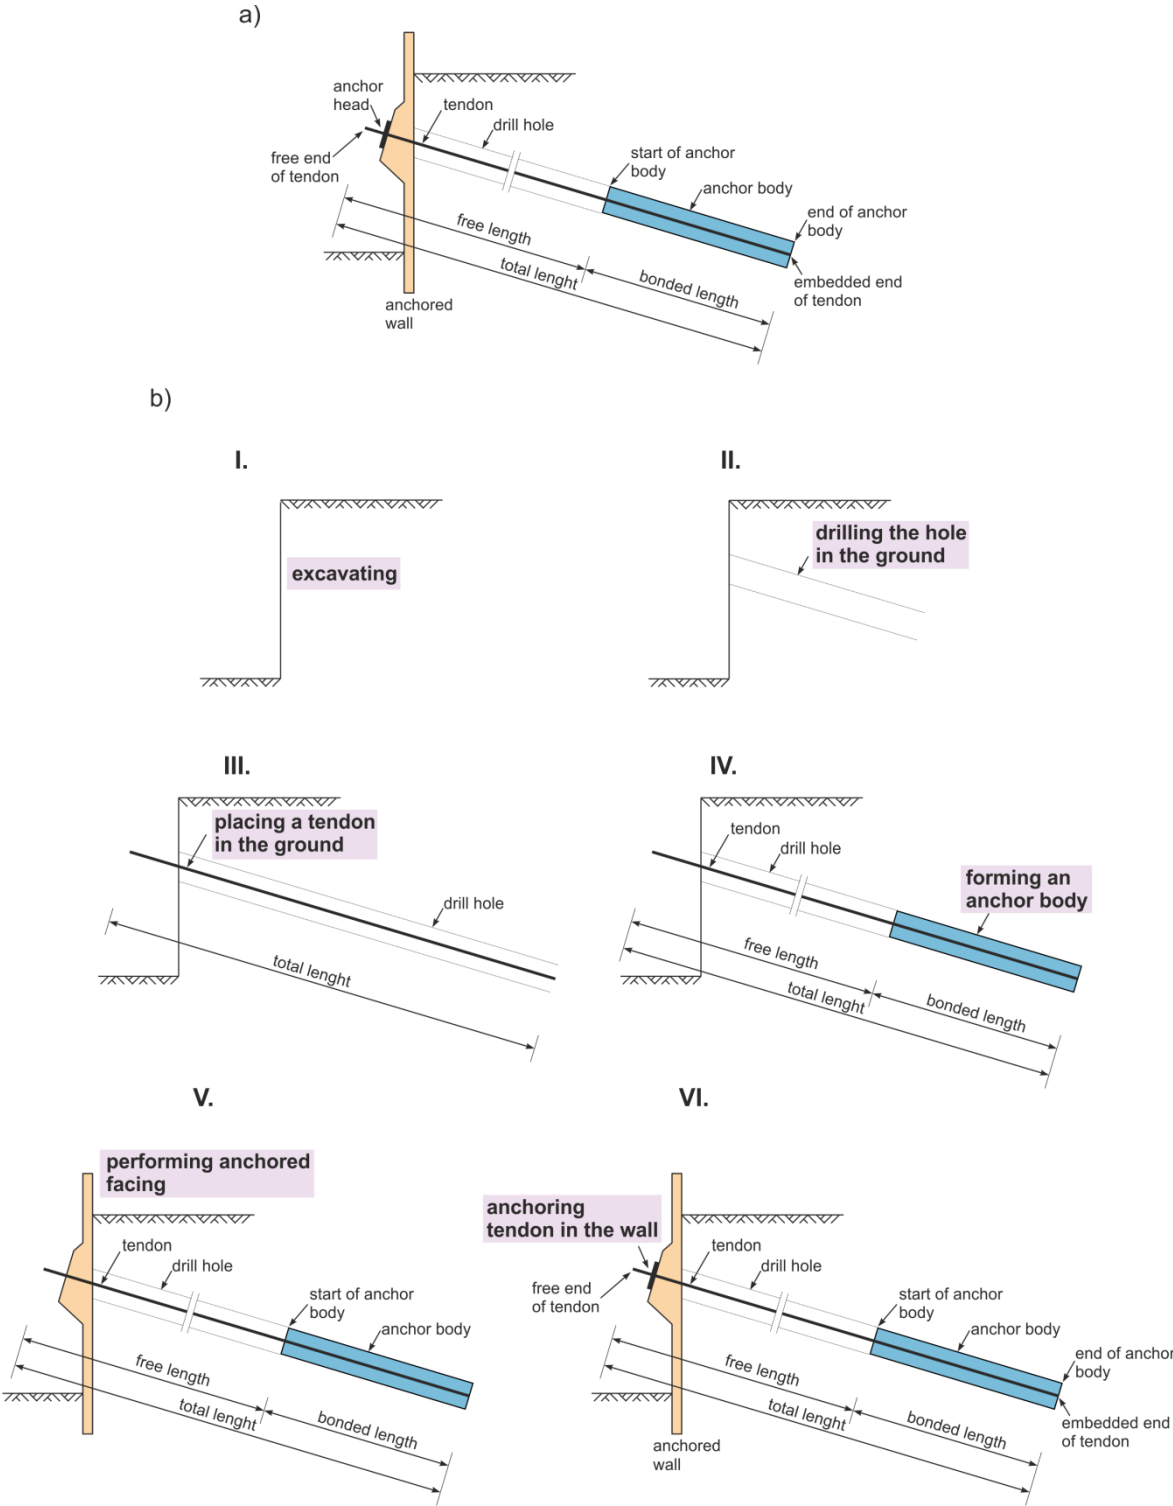 a)
anchor
head
tendon
drill hole
free end
of tendon
start of anchor
body
anchor body
end of anchor
body
free length
total lenght
bonded length
embedded end
of tendon
anchored
wall
b)
I.
excavating
II.
drilling the hole
in the ground
III.
placing a tendon
in the ground
drill hole
total lenght
IV.
tendon
drill hole
forming an
anchor body
free length
total lenght
bonded length
V.
performing anchored
facing
tendon
drill hole
start of anchor
body
anchor body
free length
total lenght
bonded length
VI.
anchoring
tendon in the wall
tendon
drill hole
free end
of tendon
start of anchor
body
anchor body
end of anchor
body
free length
total lenght
bonded length
embedded end
of tendon
anchored
wall